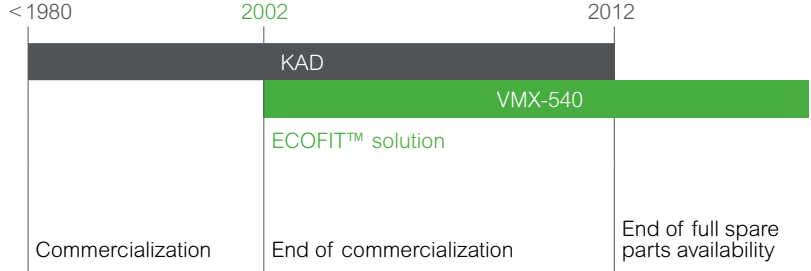 <1980 2002 2012
KAD
VMX-540
ECOFIT™ solution
Commercialization
End of commercialization
End of full spare
parts availability